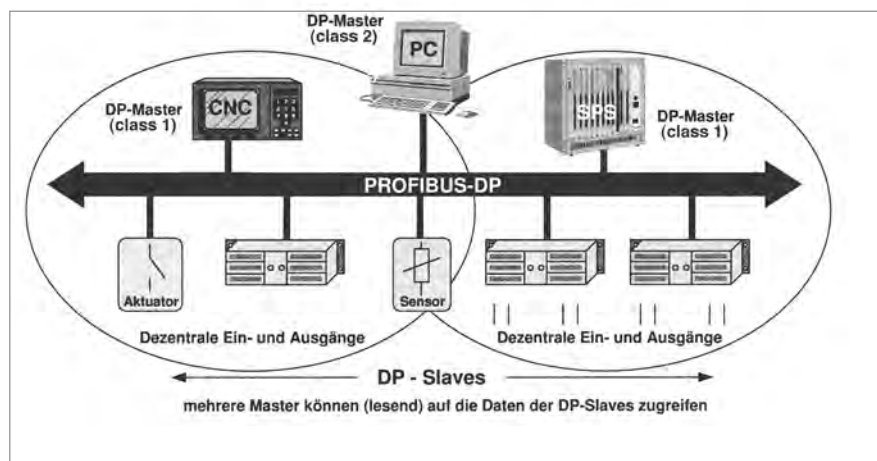 DP-Master
(class 2)
PC
CNC
DP-Master
(class 1)
SPS
DP-Master
(class 1)
PROFIBUS-DP
Aktuator
Sensor
Dezentrale Ein- und Ausgänge
Dezentrale Ein- und Ausgänge
DP - Slaves
mehrere Master können (lesend) auf die Daten der DP-Slaves zugreifen